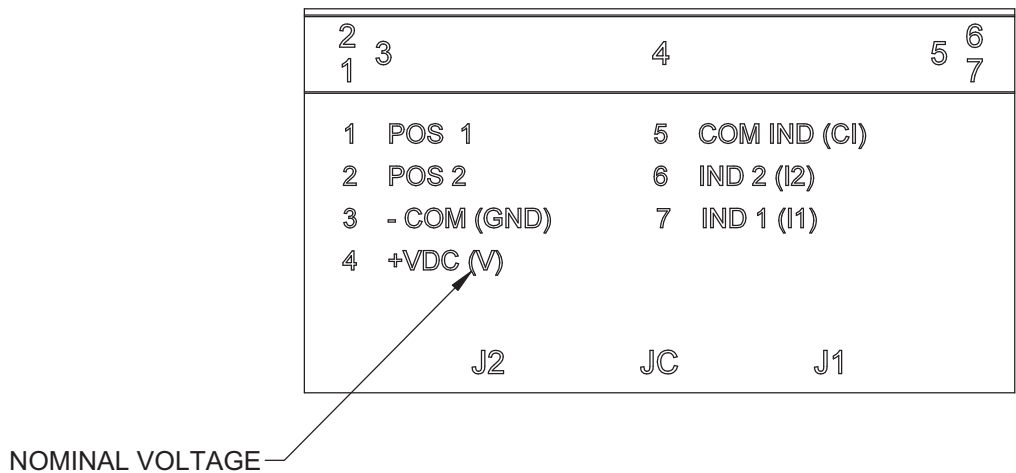 2 3 4 5 6
1 7
1 POS 1 5 COM IND (CI)
2 POS 2 6 IND 2 (I2)
3 - COM (GND) 7 IND 1 (I1)
4 +VDC (V)
J2 JC J1
NOMINAL VOLTAGE